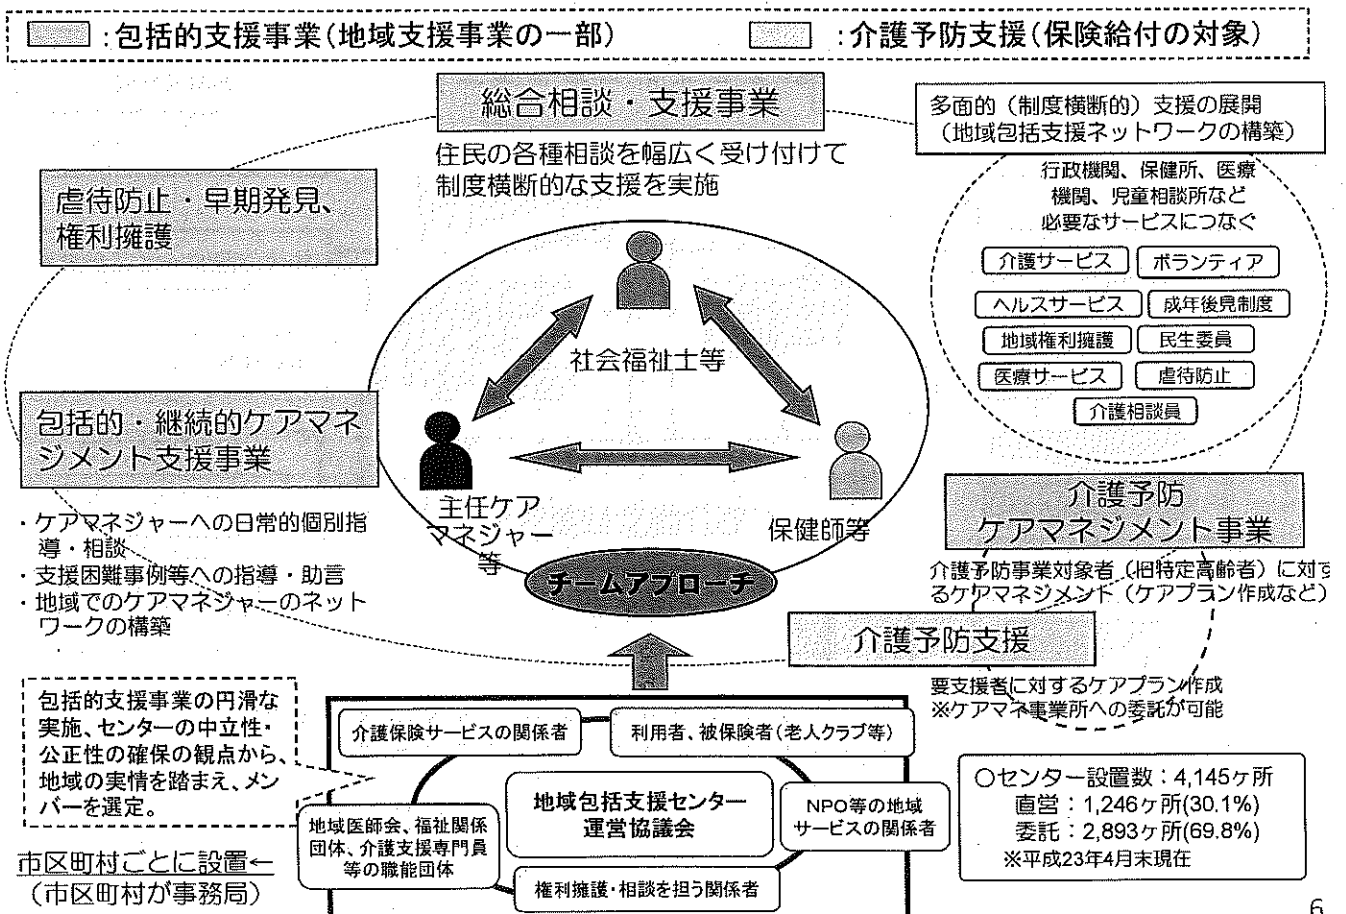 :包括的支援事業(地域支援事業の一部)
:介護予防支援(保険給付の対象)
総合相談・支援事業
住民の各種相談を幅広く受け付けて
制度横断的な支援を実施
多面的（制度横断的）支援の展開
（地域包括支援ネットワークの構築）
行政機関、保健所、医療
機関、児童相談所など
必要なサービスにつなぐ
介護サービス
ボランティア
ヘルスサービス
成年後見制度
地域権利擁護
民生委員
医療サービス
虐待防止
介護相談員
虐待防止・早期発見、
権利擁護
社会福祉士等
包括的・継続的ケアマネ
ジメント支援事業
主任ケア
マネジャー
等
保健師等
チームアプローチ
・ケアマネジャーへの日常的個別指
導・相談
・支援困難事例等への指導・助言
・地域でのケアマネジャーのネット
ワークの構築
介護予防
ケアマネジメント事業
介護予防事業対象者（旧特定高齢者）に対す
るケアマネジメント（ケアプラン作成など）
介護予防支援
要支援者に対するケアプラン作成
※ケアマネ事業所への委託が可能
包括的支援事業の円滑な
実施、センターの中立性・
公正性の確保の観点から、
地域の実情を踏まえ、メン
バーを選定。
市区町村ごとに設置←
（市区町村が事務局）
介護保険サービスの関係者
利用者、被保険者(老人クラブ等)
地域包括支援センター
運営協議会
NPO等の地域
サービスの関係者
地域医師会、福祉関係
団体、介護支援専門員
等の職能団体
権利擁護・相談を担う関係者
○センター設置数：4,145ヶ所
直営：1,246ヶ所(30.1%)
委託：2,893ヶ所(69.8%)
※平成23年4月末現在
6